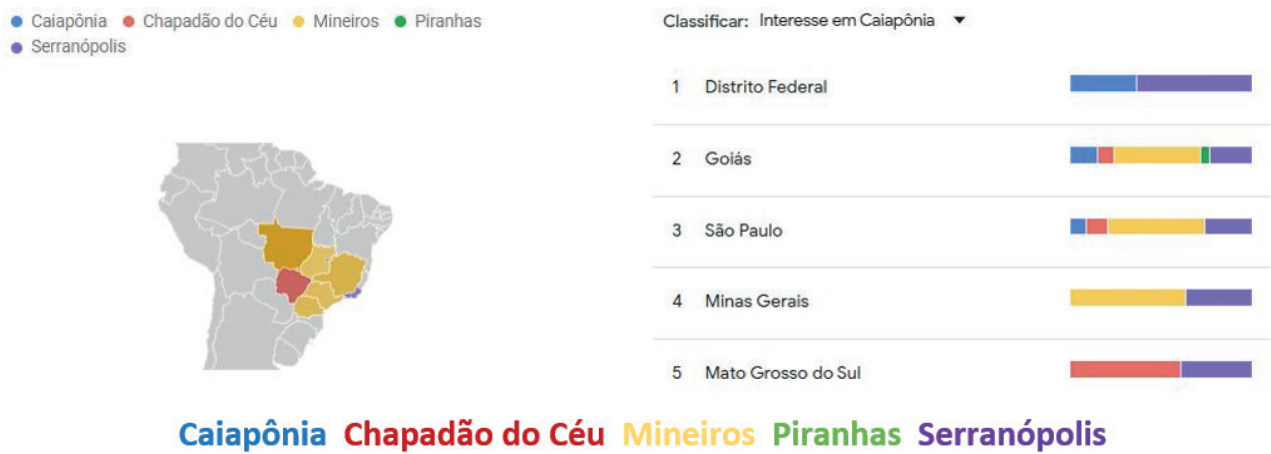 Caiapônia Chapadão do Céu Mineiros Piranhas
Serranópolis
Classificar: Interesse em Caiapônia
1 Distrito Federal
2 Goiás
3 São Paulo
4 Minas Gerais
5 Mato Grosso do Sul
Caiapônia Chapadão do Céu Mineiros Piranhas Serranópolis